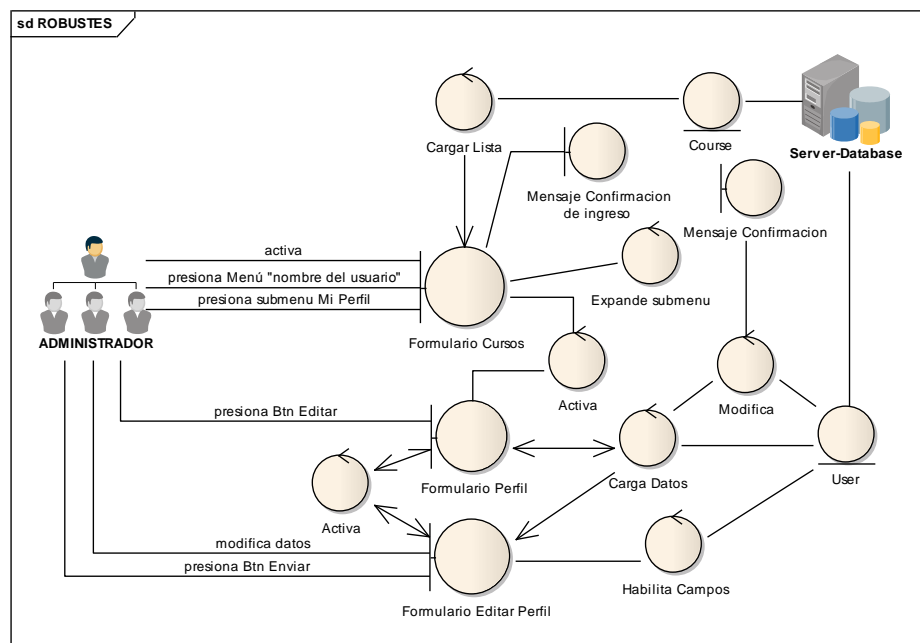 sd ROBUSTES
Cargar Lista
Course
Server-Database
Mensaje Confirmacion
de ingreso
Mensaje Confirmacion
activa
presiona Menú "nombre del usuario"
presiona submenu Mi Perfil
Expande submenu
ADMINISTRADOR
Formulario Cursos
Activa
Modifica
presiona Btn Editar
Formulario Perfil
Carga Datos
User
Activa
modifica datos
presiona Btn Enviar
Habilita Campos
Formulario Editar Perfil